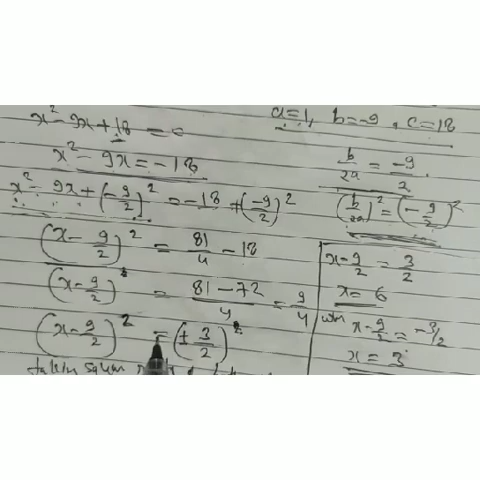 x² - 9x + 18 = 0
a=1, b=-9, c=18
x² - 9x = -18
b/2a = -9/2
x² - 9x + (-9/2)² = -18 + (-9/2)²
(b/2a)² = (-9/2)²
(x - 9/2)² = 81/4 - 18
(x - 9/2)² = (81 - 72)/4 = 9/4
(x - 9/2)² = (± 3/2)²
x - 9/2 = 3/2
x = 6
x - 9/2 = -3/2
x = 3